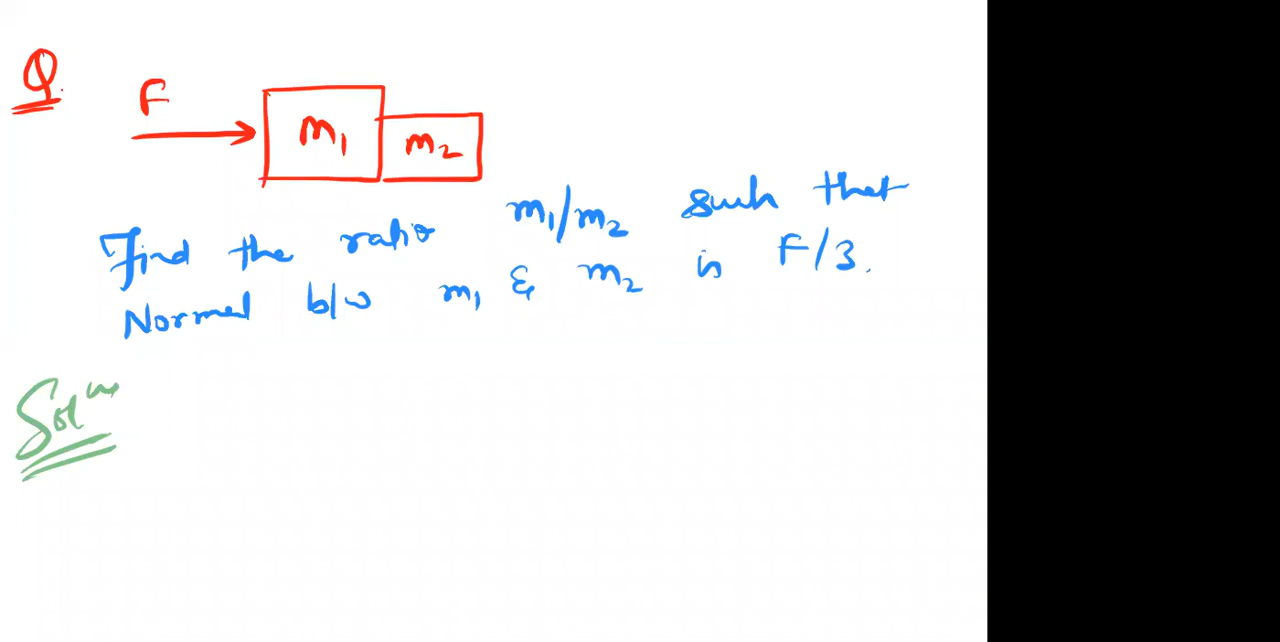 Q.
F
m1 m2
Find the ratio m1/m2 such that
Normal b/w m1 & m2 is F/3.
Soln